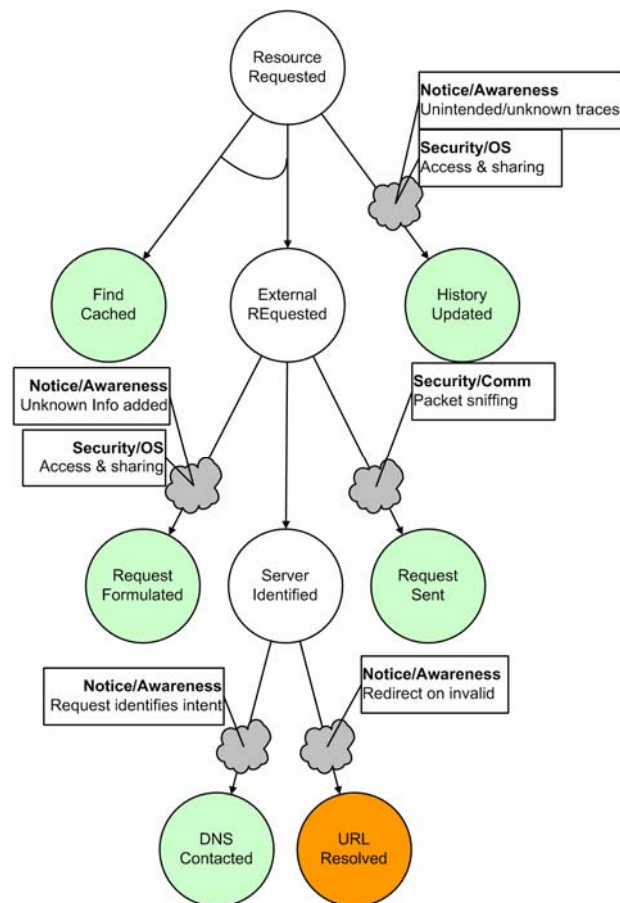 Resource
Requested
Notice/Awareness
Unintended/unknown traces
Security/OS
Access & sharing
Find
Cached
External
REquested
History
Updated
Notice/Awareness
Unknown Info added
Security/OS
Access & sharing
Security/Comm
Packet sniffing
Request
Formulated
Server
Identified
Request
Sent
Notice/Awareness
Request identifies intent
Notice/Awareness
Redirect on invalid
DNS
Contacted
URL
Resolved